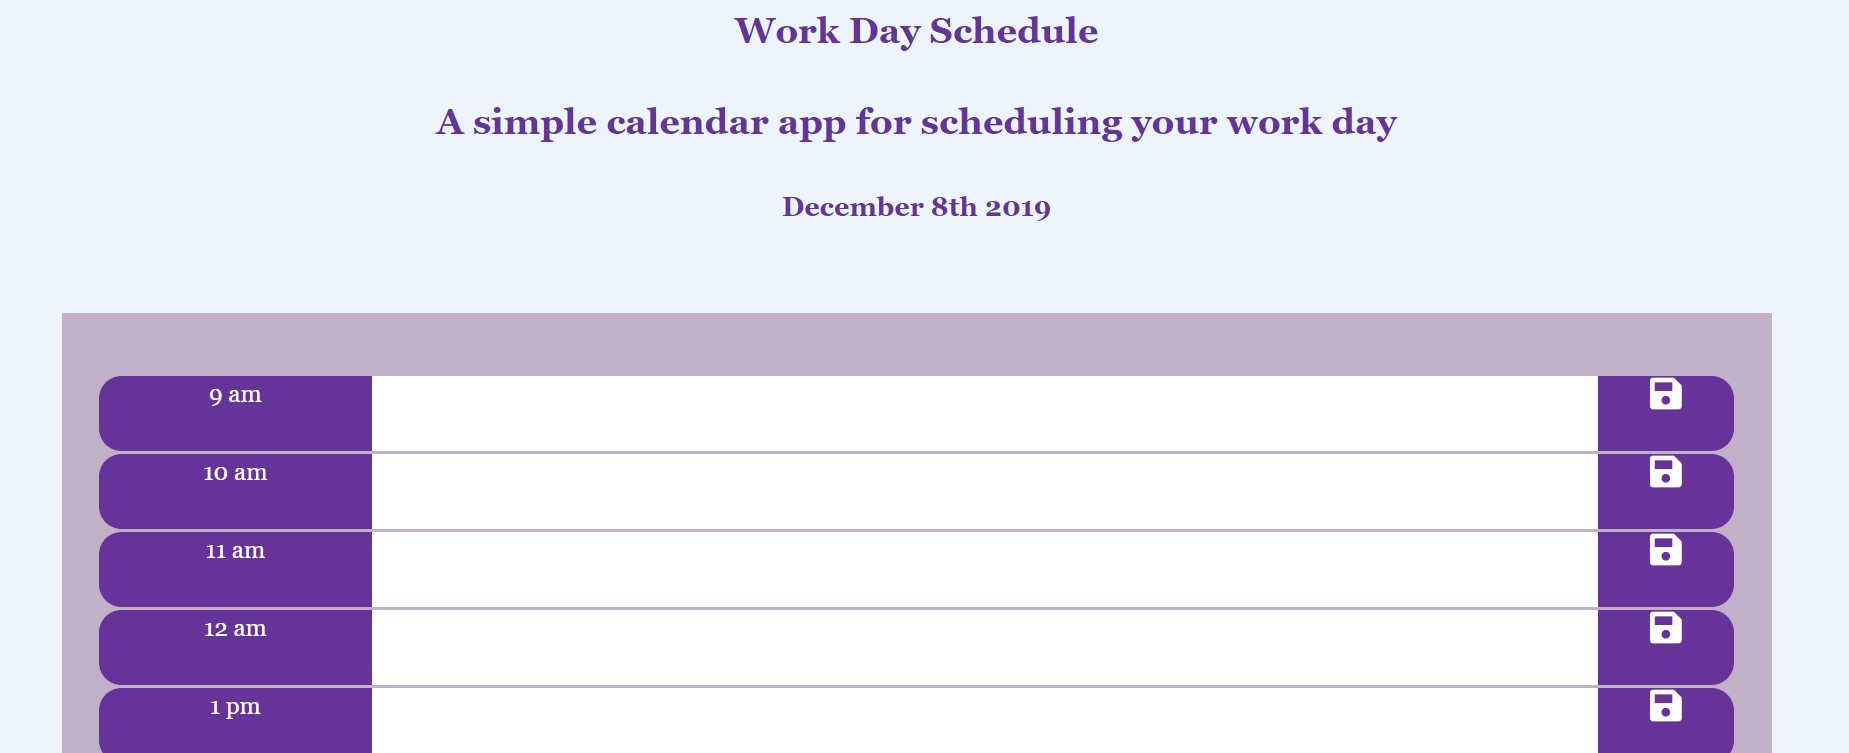 Work Day Schedule
A simple calendar app for scheduling your work day
December 8th 2019
9 am
10 am
11 am
12 am
1 pm